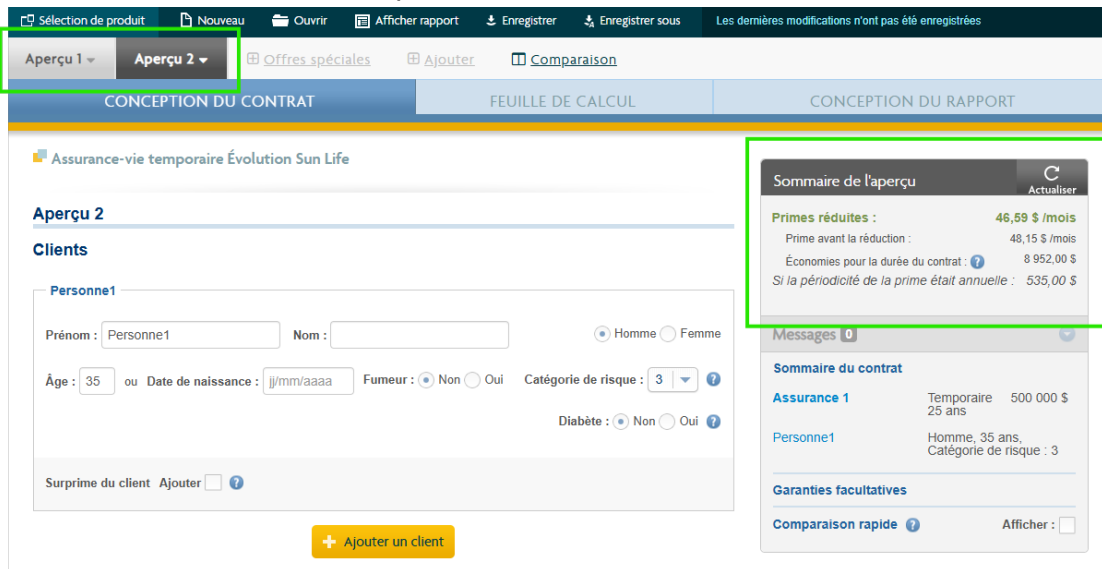 Sélection de produit Nouveau Ouvrir Afficher rapport Enregistrer Enregistrer sous Les dernières modifications n'ont pas été enregistrées
Aperçu 1 Aperçu 2 Offres spéciales Ajouter Comparaison
CONCEPTION DU CONTRAT FEUILLE DE CALCUL CONCEPTION DU RAPPORT
Assurance-vie temporaire Évolution Sun Life
Aperçu 2
Clients
Personne1
Prénom : Personne1 Nom : Homme Femme
Âge : 35 ou Date de naissance : jj/mm/aaaa Fumeur : Non Oui Catégorie de risque : 3 ?
Diabète : Non Oui ?
Surprime du client Ajouter ?
+ Ajouter un client
Sommaire de l'aperçu Actualiser
Primes réduites : 46,59 $ /mois
Prime avant la réduction : 48,15 $ /mois
Économies pour la durée du contrat : ? 8 952,00 $
Si la périodicité de la prime était annuelle : 535,00 $
Messages 0
Sommaire du contrat
Assurance 1 Temporaire 500 000 $
25 ans
Personne1 Homme, 35 ans,
Catégorie de risque : 3
Garanties facultatives
Comparaison rapide ? Afficher :